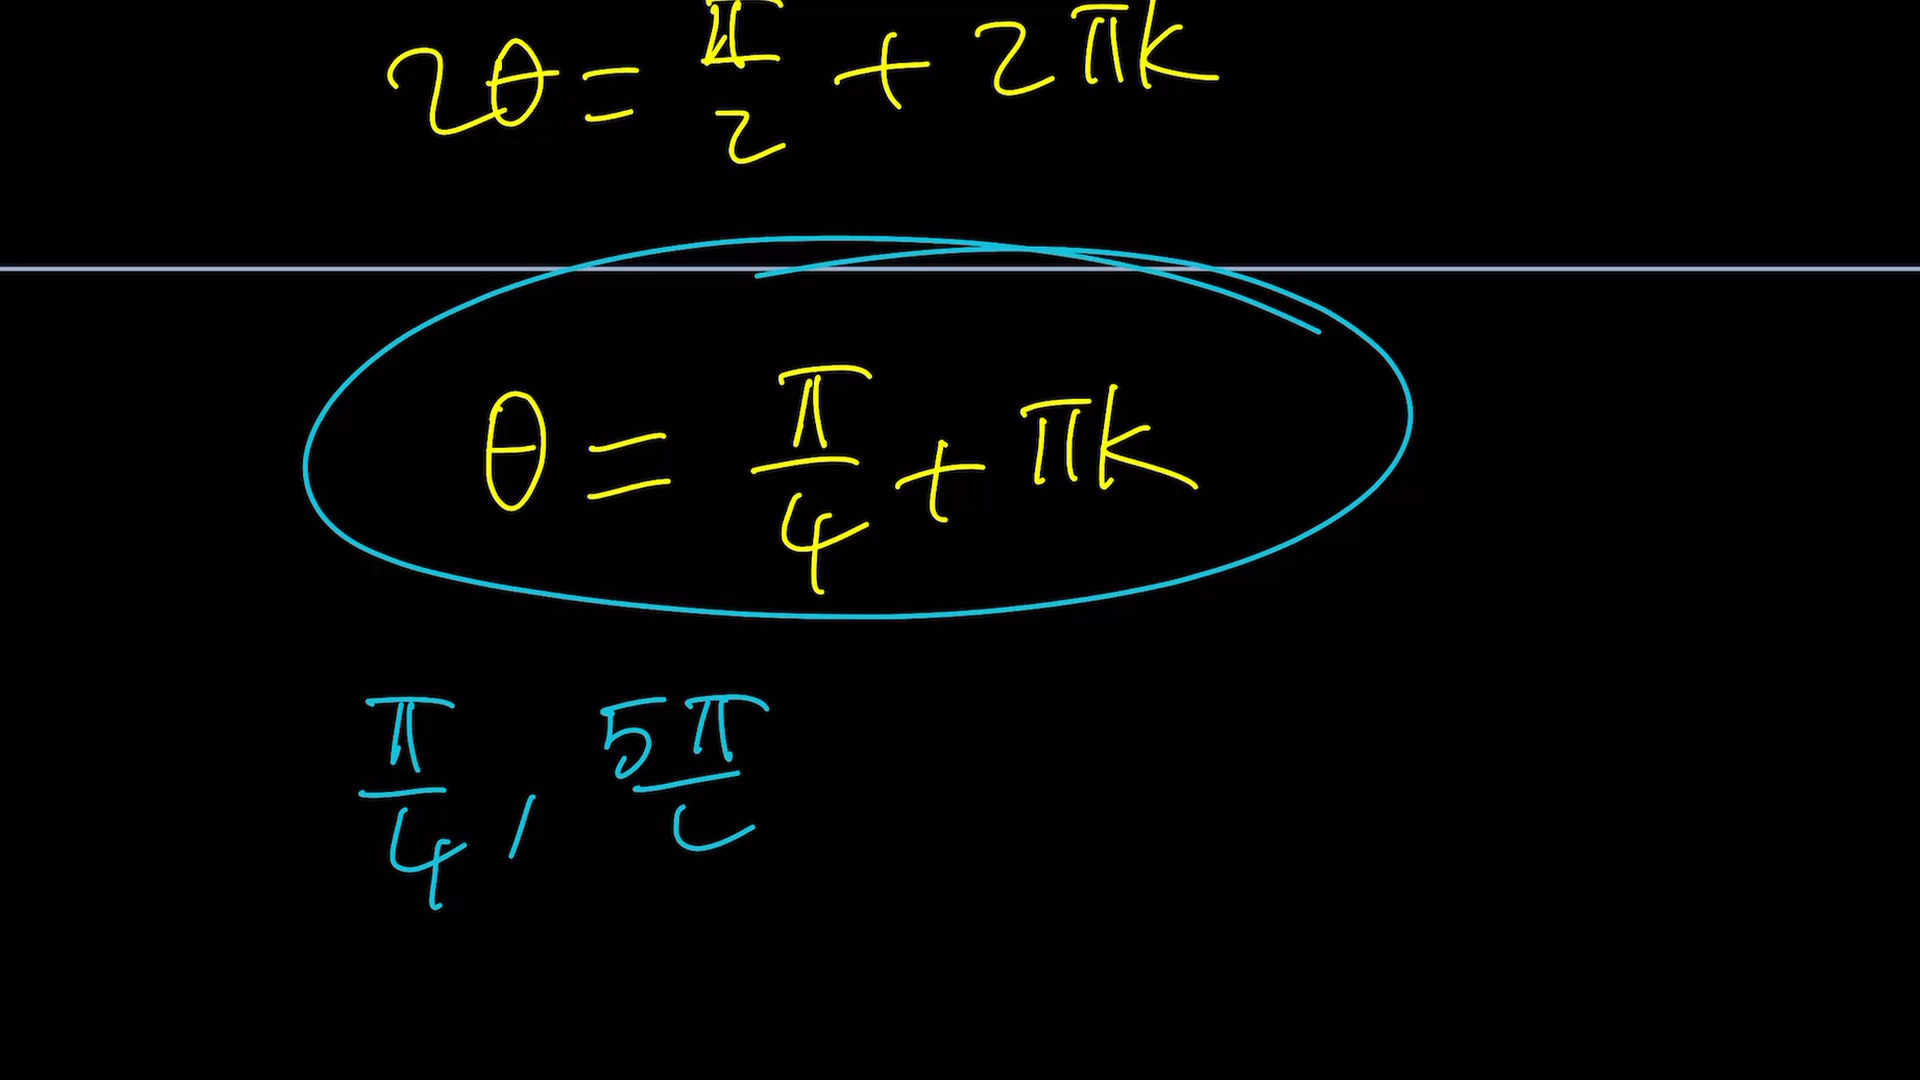 2θ = π/2 + 2πk
θ = π/4 + πk
π/4, 5π/